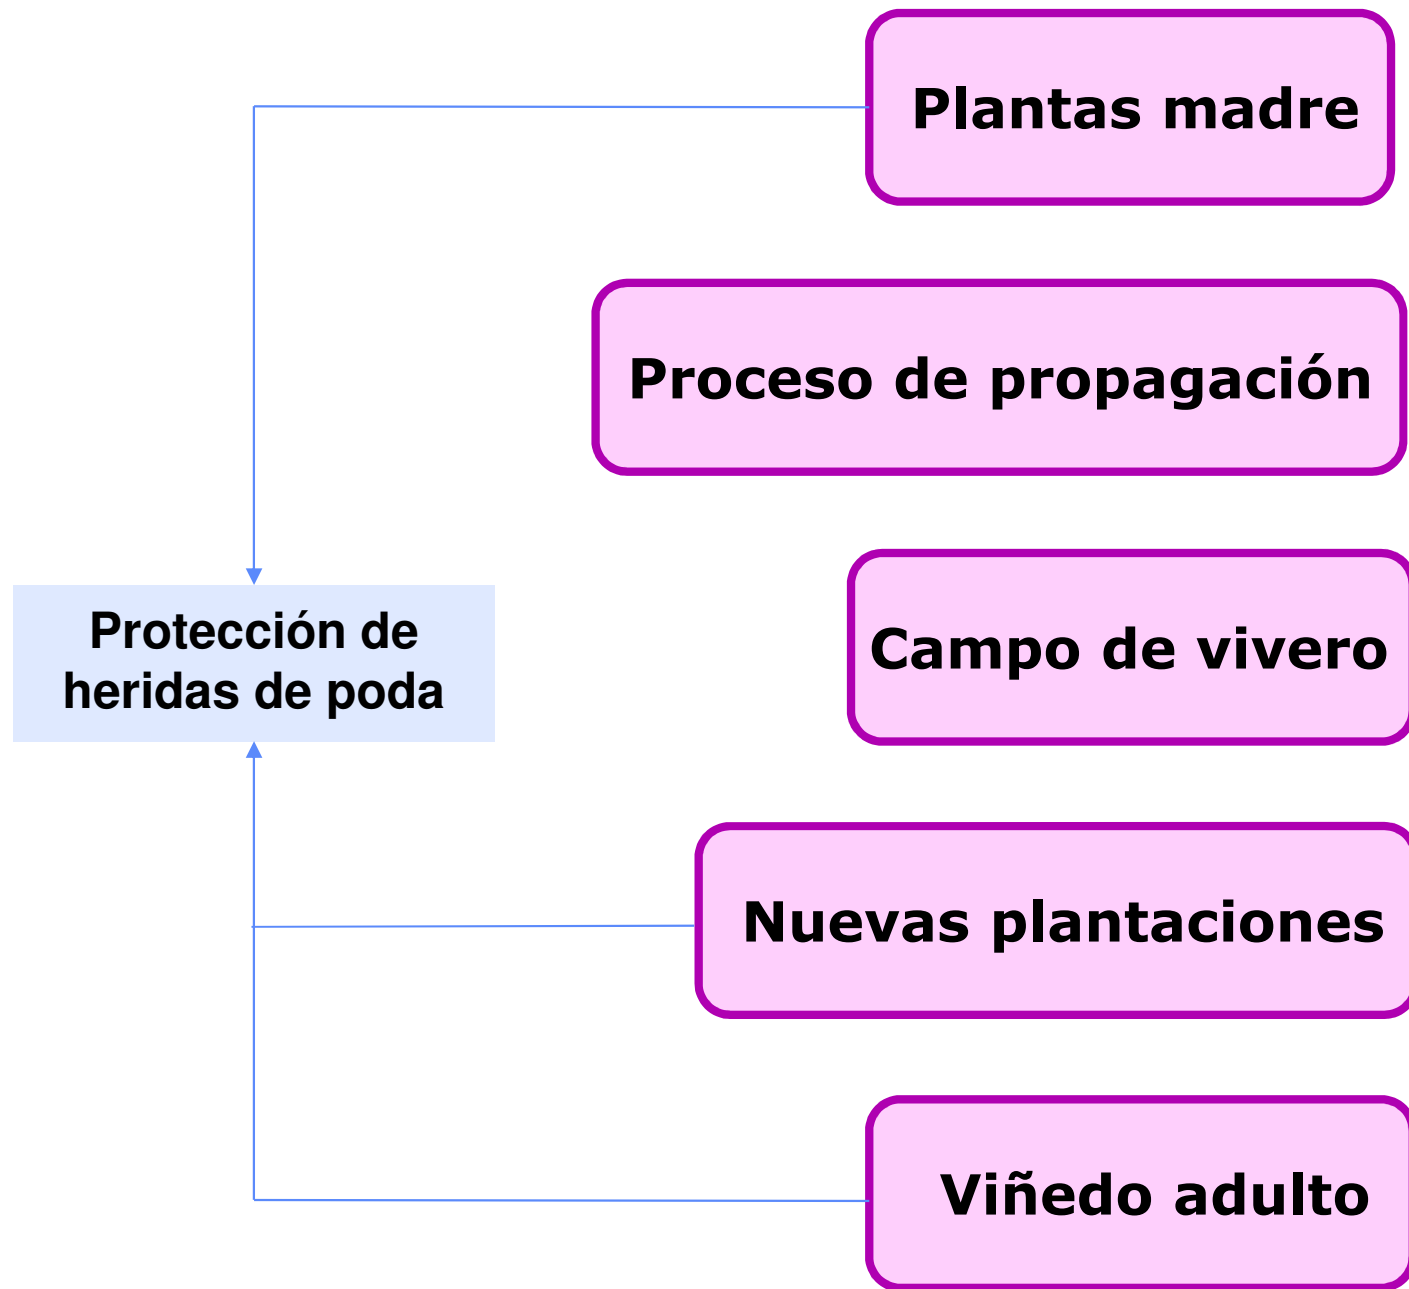 Plantas madre
Proceso de propagación
Protección de
heridas de poda
Campo de vivero
Nuevas plantaciones
Viñedo adulto